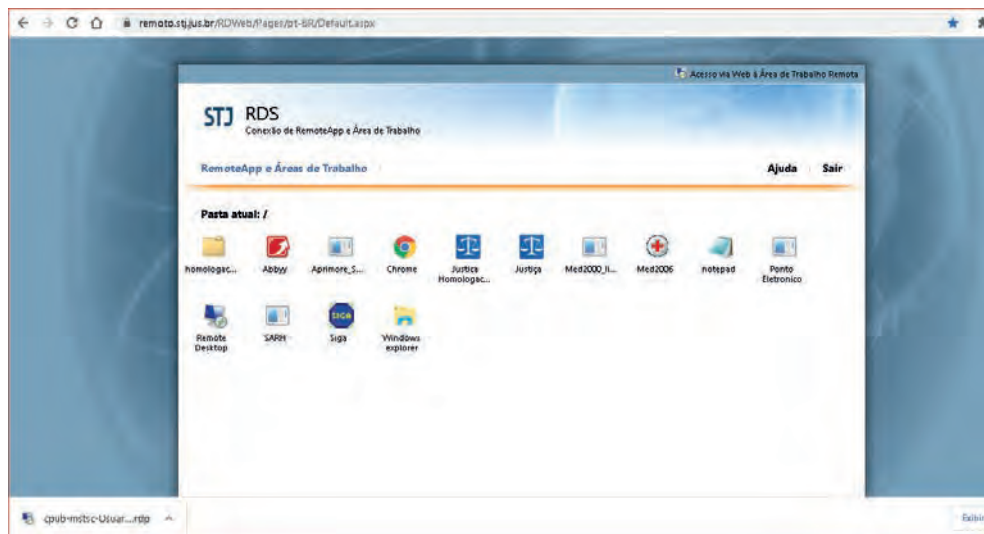 remoto.stj.jus.br/RDWeb/Pages/pt-BR/Default.aspx
Acesso via Web à Área de Trabalho Remota
STJ RDS
Conexão de RemoteApp e Área de Trabalho
RemoteApp e Áreas de Trabalho
Ajuda Sair
Pasta atual: /
homologac... Abbyy Aprimore_S... Chrome Justica Homologac... Justiça Med2000_li... Med2006 notepad Ponto Eletronico
SIGA
Remote Desktop SARH Siga Windows explorer
cpub-mstsc-Usuar....rdp